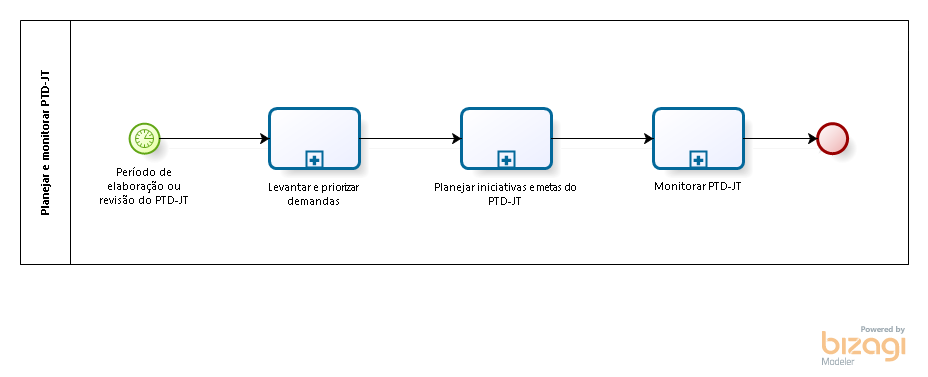 Planejar e monitorar PTD-JT
Período de
elaboração ou
revisão do PTD-JT
Levantar e priorizar
demandas
Planejar iniciativas e metas do
PTD-JT
Monitorar PTD-JT
Powered by
bizagi
Modeler